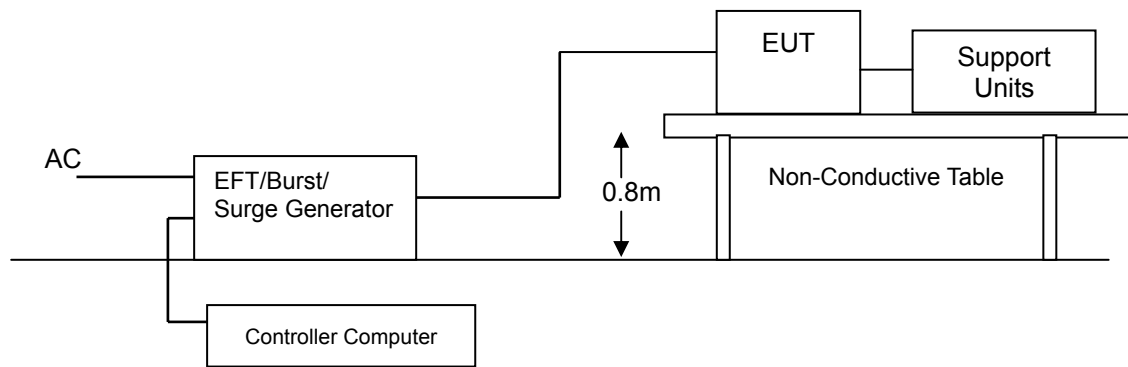 EUT
Support
Units
AC
EFT/Burst/
Surge Generator
0.8m
Non-Conductive Table
Controller Computer